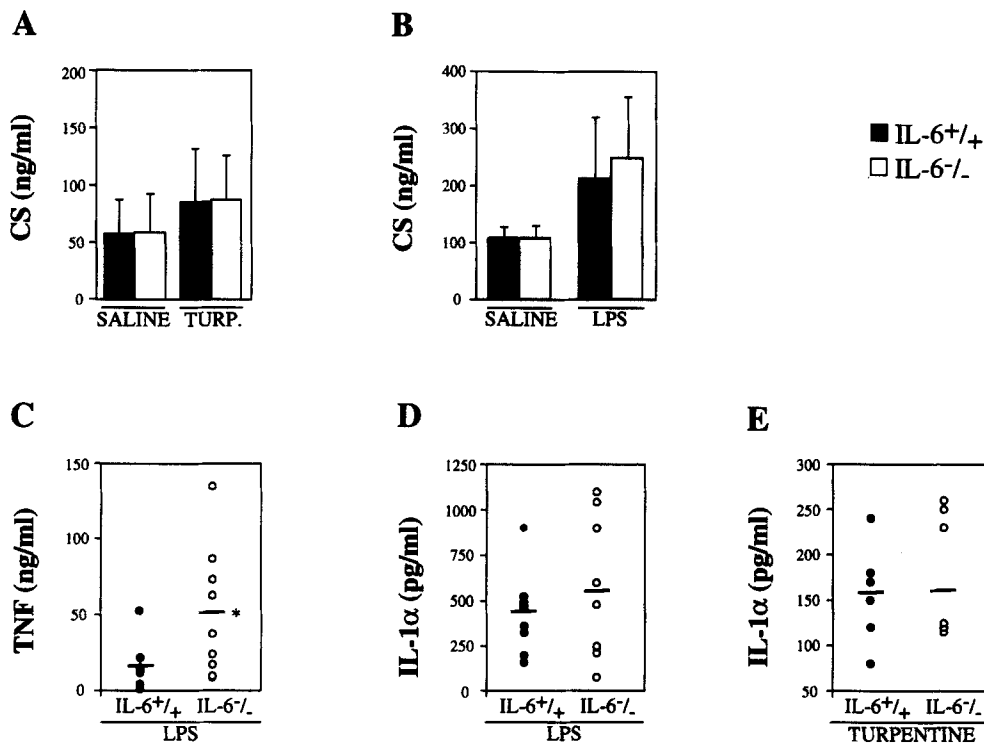 A
CS (ng/ml)
200
150
100
50
0
SALINE TURP.
B
CS (ng/ml)
400
300
200
100
0
SALINE LPS
IL-6+/+
IL-6-/-
C
TNF (ng/ml)
150
100
50
0
*
IL-6+/+ IL-6-/-
LPS
D
IL-1α (pg/ml)
1250
1000
750
500
250
0
IL-6+/+ IL-6-/-
LPS
E
IL-1α (pg/ml)
300
250
200
150
100
50
IL-6+/+ IL-6-/-
TURPENTINE